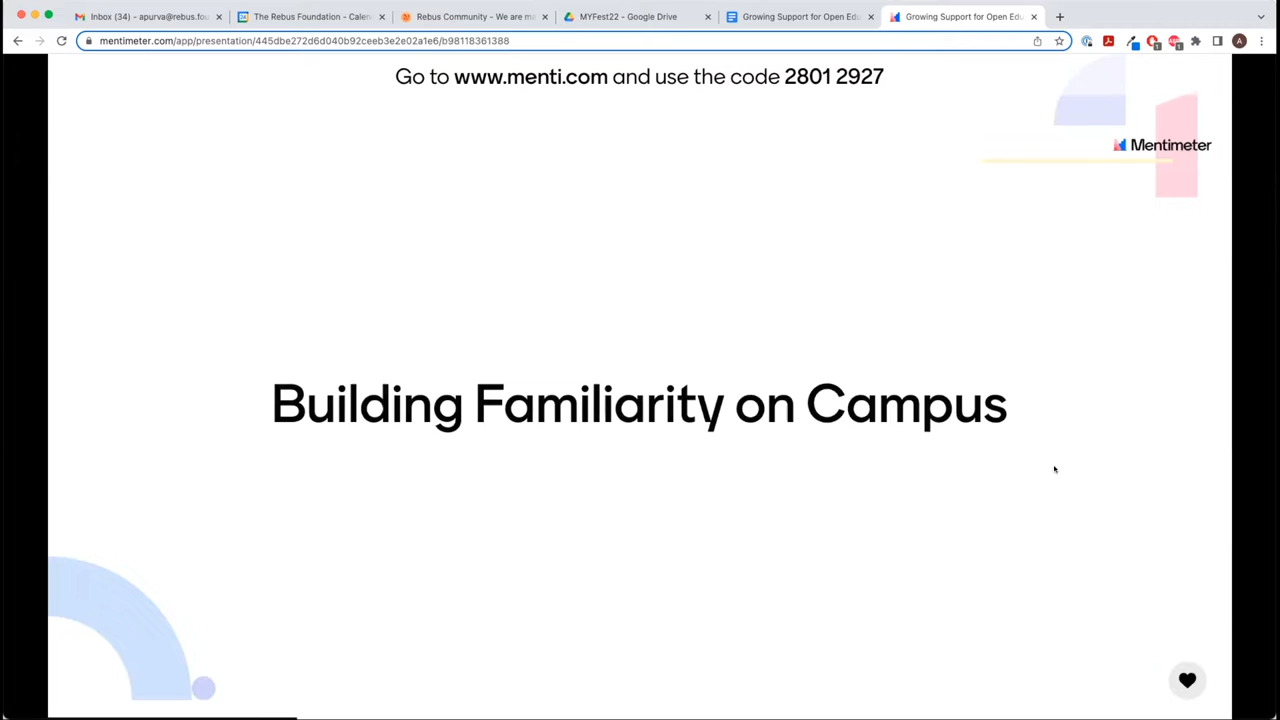 Inbox (34) - apurva@rebus.fou
The Rebus Foundation - Calen
Rebus Community - We are ma
MYFest22 - Google Drive
Growing Support for Open Edu
Growing Support for Open Edu
mentimeter.com/app/presentation/445dbe272d6d040b92ceeb3e2e02a1e6/b98118361388
A
Go to www.menti.com and use the code 2801 2927
Mentimeter
Building Familiarity on Campus